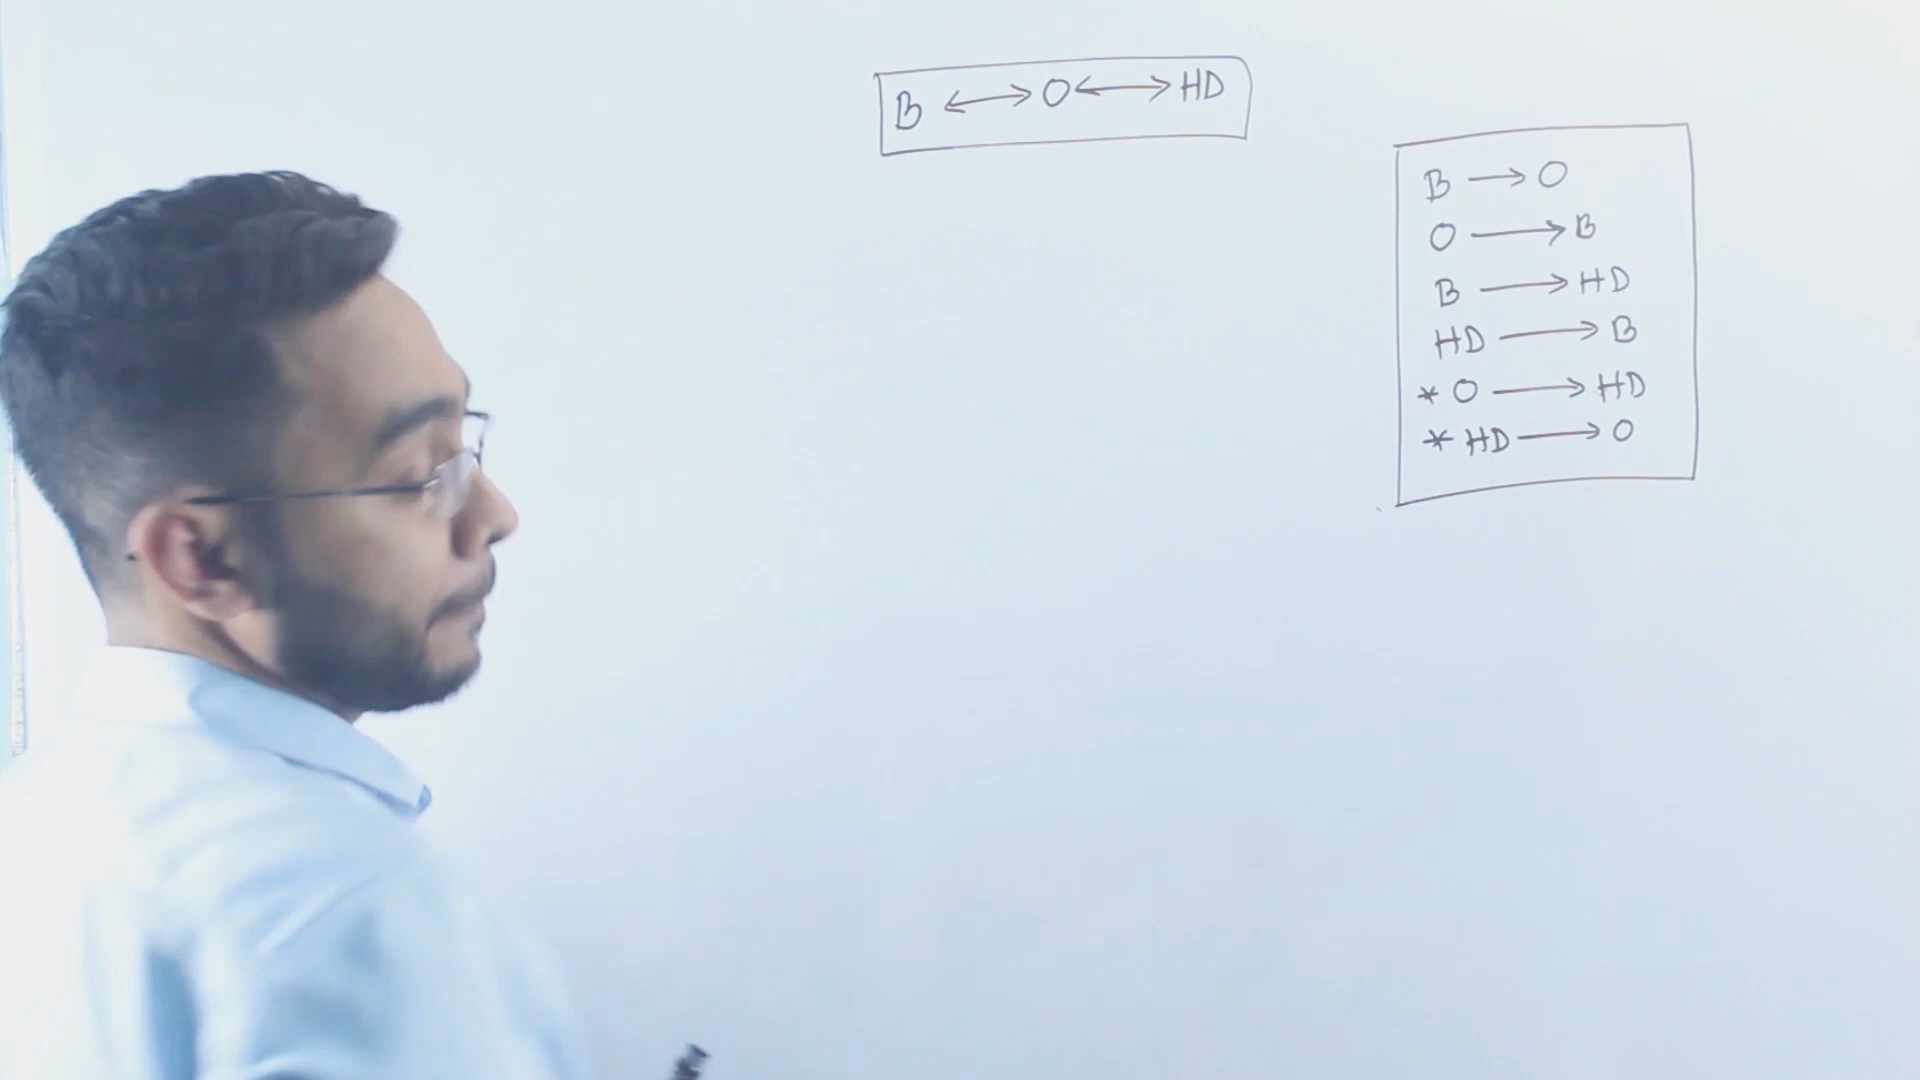 B ⟷ O ⟷ HD
B ⟶ O
O ⟶ B
B ⟶ HD
HD ⟶ B
* O ⟶ HD
* HD ⟶ O